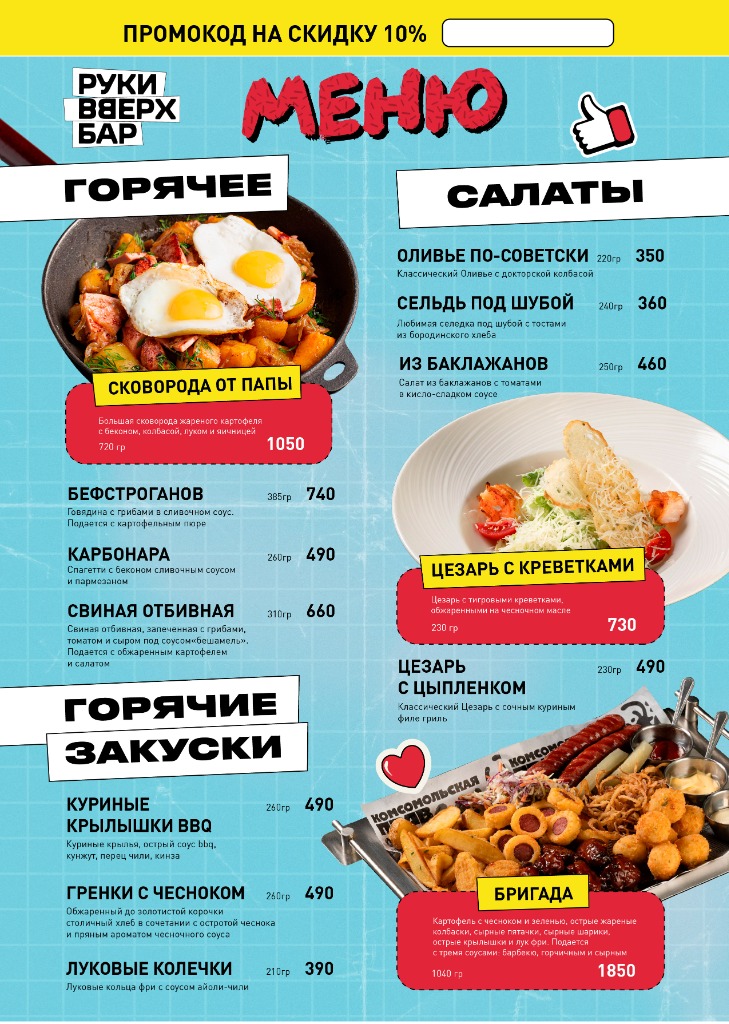 ПРОМОКОД НА СКИДКУ 10%
РУКИ
ВВЕРХ
БАР
МЕНЮ
ГОРЯЧЕЕ
СКОВОРОДА ОТ ПАПЫ
Большая сковорода жареного картофеля
с беконом, колбасой, луком и яичницей
720 гр 1050
БЕФСТРОГАНОВ 385гр 740
Говядина с грибами в сливочном соус.
Подается с картофельным пюре
КАРБОНАРА 260гр 490
Спагетти с беконом сливочным соусом
и пармезаном
СВИНАЯ ОТБИВНАЯ 310гр 660
Свиная отбивная, запеченная с грибами,
томатом и сыром под соусом«бешамель».
Подается с обжаренным картофелем
и салатом
ГОРЯЧИЕ
ЗАКУСКИ
КУРИНЫЕ 260гр 490
КРЫЛЫШКИ BBQ
Куриные крылья, острый соус bbq,
кунжут, перец чили, кинза
ГРЕНКИ С ЧЕСНОКОМ 260гр 490
Обжаренный до золотистой корочки
столичный хлеб в сочетании с остротой чеснока
и пряным ароматом чесночного соуса
ЛУКОВЫЕ КОЛЕЧКИ 210гр 390
Луковые кольца фри с соусом айоли-чили
САЛАТЫ
ОЛИВЬЕ ПО-СОВЕТСКИ 220гр 350
Классический Оливье с докторской колбасой
СЕЛЬДЬ ПОД ШУБОЙ 240гр 360
Любимая селедка под шубой с тостами
из бородинского хлеба
ИЗ БАКЛАЖАНОВ 250гр 460
Салат из баклажанов с томатами
в кисло-сладком соусе
ЦЕЗАРЬ С КРЕВЕТКАМИ
Цезарь с тигровыми креветками,
обжаренными на чесночном масле
230 гр 730
ЦЕЗАРЬ 230гр 490
С ЦЫПЛЕНКОМ
Классический Цезарь с сочным куриным
филе гриль
КОМСОМОЛЬСКАЯ
КОМСОМО
БРИГАДА
Картофель с чесноком и зеленью, острые жареные
колбаски, сырные пятачки, сырные шарики,
острые крылышки и лук фри. Подается
с тремя соусами: барбекю, горчичным и сырным
1040 гр 1850